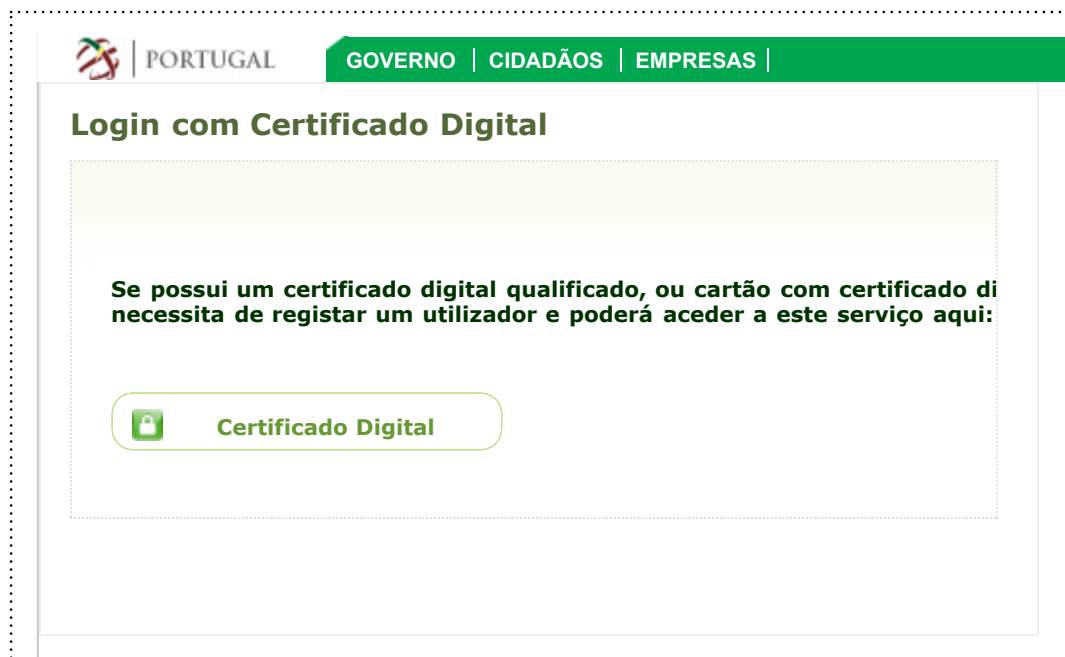 PORTUGAL
GOVERNO | CIDADÃOS | EMPRESAS |
Login com Certificado Digital
Se possui um certificado digital qualificado, ou cartão com certificado di
necessita de registar um utilizador e poderá aceder a este serviço aqui:
Certificado Digital